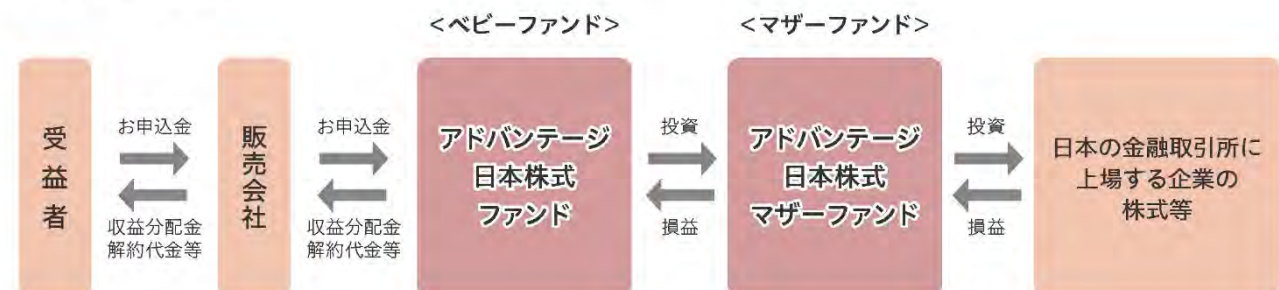 <ベビーファンド>
<マザーファンド>
受益者
お申込金
収益分配金
解約代金等
販売会社
お申込金
収益分配金
解約代金等
アドバンテージ
日本株式
ファンド
投資
損益
アドバンテージ
日本株式
マザーファンド
投資
損益
日本の金融取引所に
上場する企業の
株式等